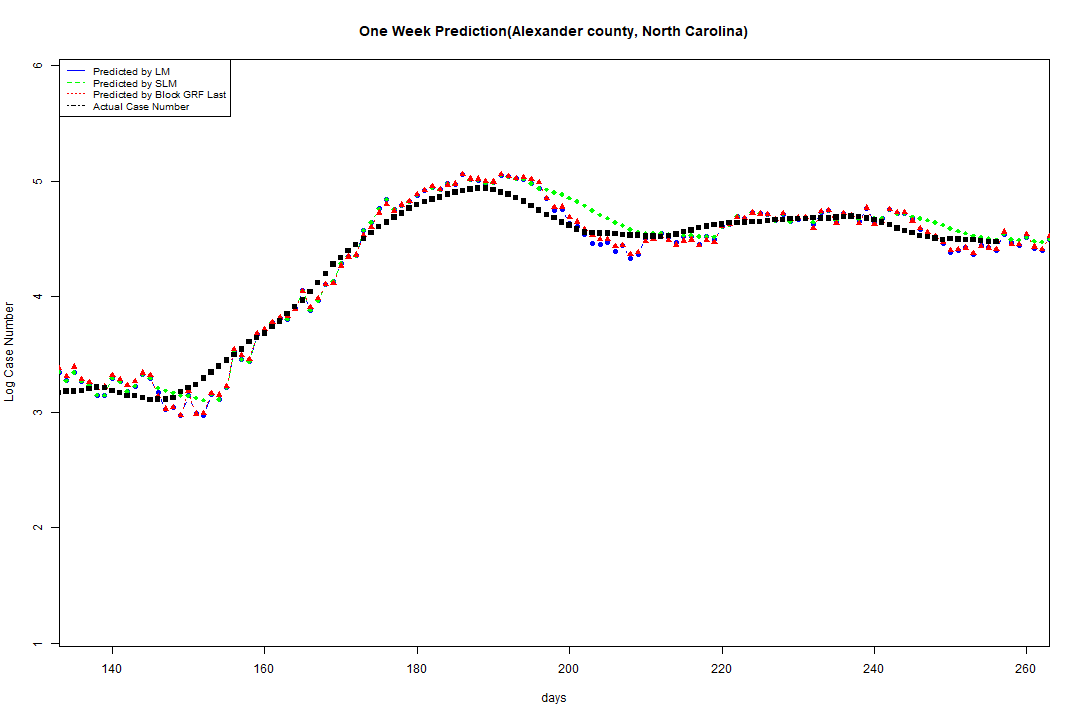 One Week Prediction(Alexander county, North Carolina)
Predicted by LM
Predicted by SLM
Predicted by Block GRF Last
Actual Case Number
6
5
4
3
2
1
Log Case Number
140 160 180 200 220 240 260
days